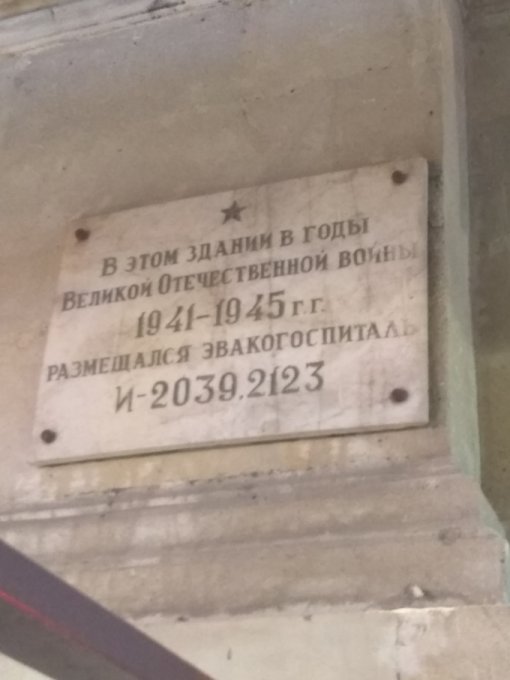 В ЭТОМ ЗДАНИИ В ГОДЫ
ВЕЛИКОЙ ОТЕЧЕСТВЕННОЙ ВОЙНЫ
1941-1945 г.г.
РАЗМЕЩАЛСЯ ЭВАКОГОСПИТАЛЬ
И-2039.2123